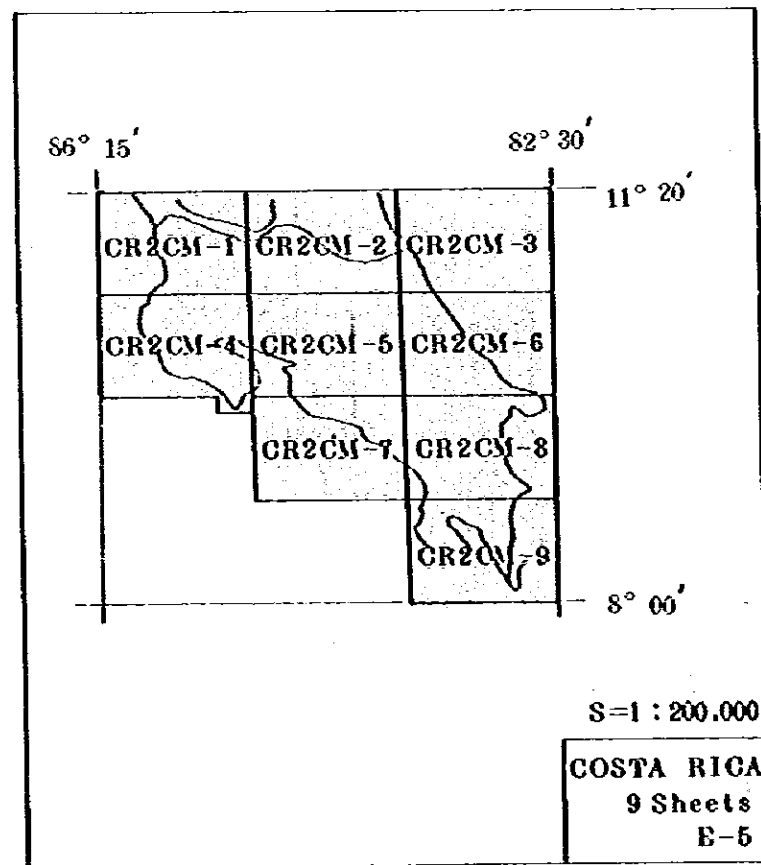 86° 15′ 82° 30′
11° 20′
CR2CM-1 CR2CM-2 CR2CM-3
CR2CM-4 CR2CM-5 CR2CM-6
CR2CM-7 CR2CM-8
CR2CM-9
8° 00′
S=1 : 200.000
COSTA RICA
9 Sheets
E-5